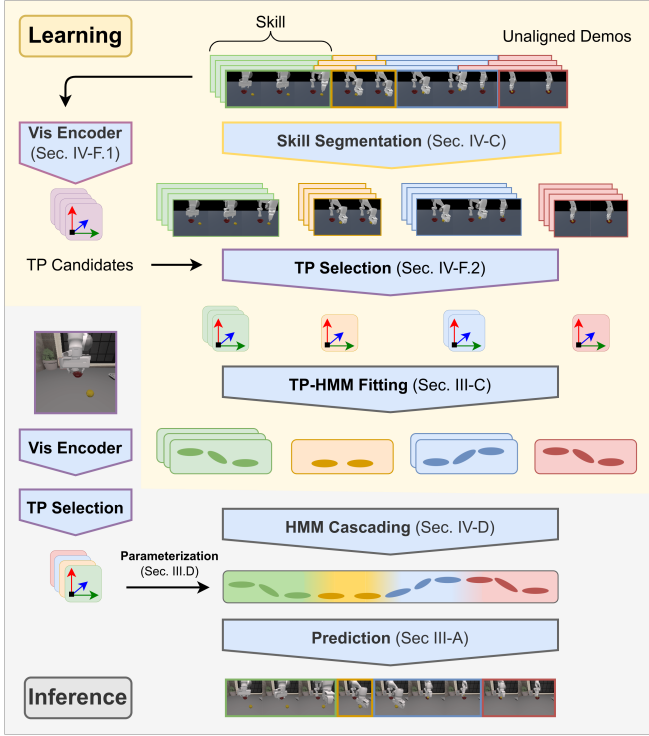 Learning
Skill
Unaligned Demos
Vis Encoder
(Sec. IV-F.1)
Skill Segmentation (Sec. IV-C)
TP Candidates
TP Selection (Sec. IV-F.2)
TP-HMM Fitting (Sec. III-C)
Vis Encoder
TP Selection
HMM Cascading (Sec. IV-D)
Parameterization
(Sec. III.D)
Prediction (Sec III-A)
Inference